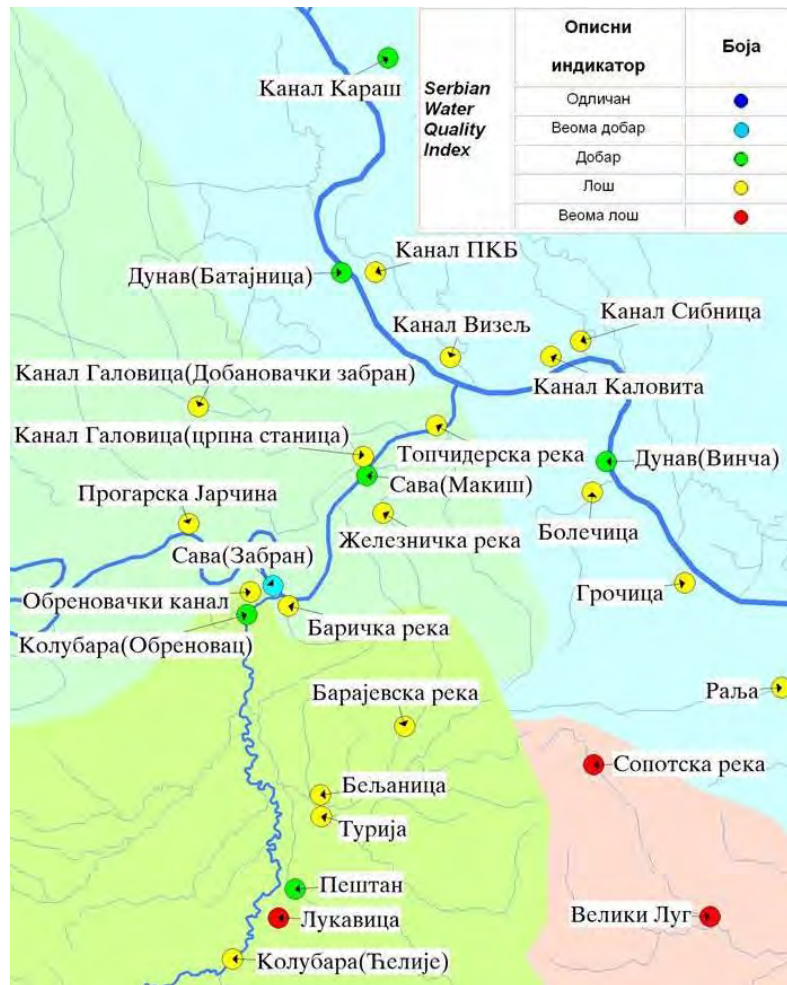 Serbian
Water
Quality
Index
Описни
индикатор
Боја
Одличан
Веома добар
Добар
Лош
Веома лош
Канал Караш
Канал ПКБ
Дунав(Батајница)
Канал Сибница
Канал Визељ
Канал Галовица(Добановачки забран)
Канал Каловита
Канал Галовица(црпна станица)
Топчидерска река
Дунав(Винча)
Сава(Макиш)
Прогарска Јарчина
Болечица
Железничка река
Сава(Забран)
Грочица
Обреновачки канал
Баричка река
Колубара(Обреновац)
Раља
Барајевска река
Сопотска река
Бељаница
Турија
Пештан
Лукавица
Велики Луг
Колубара(Ћелије)